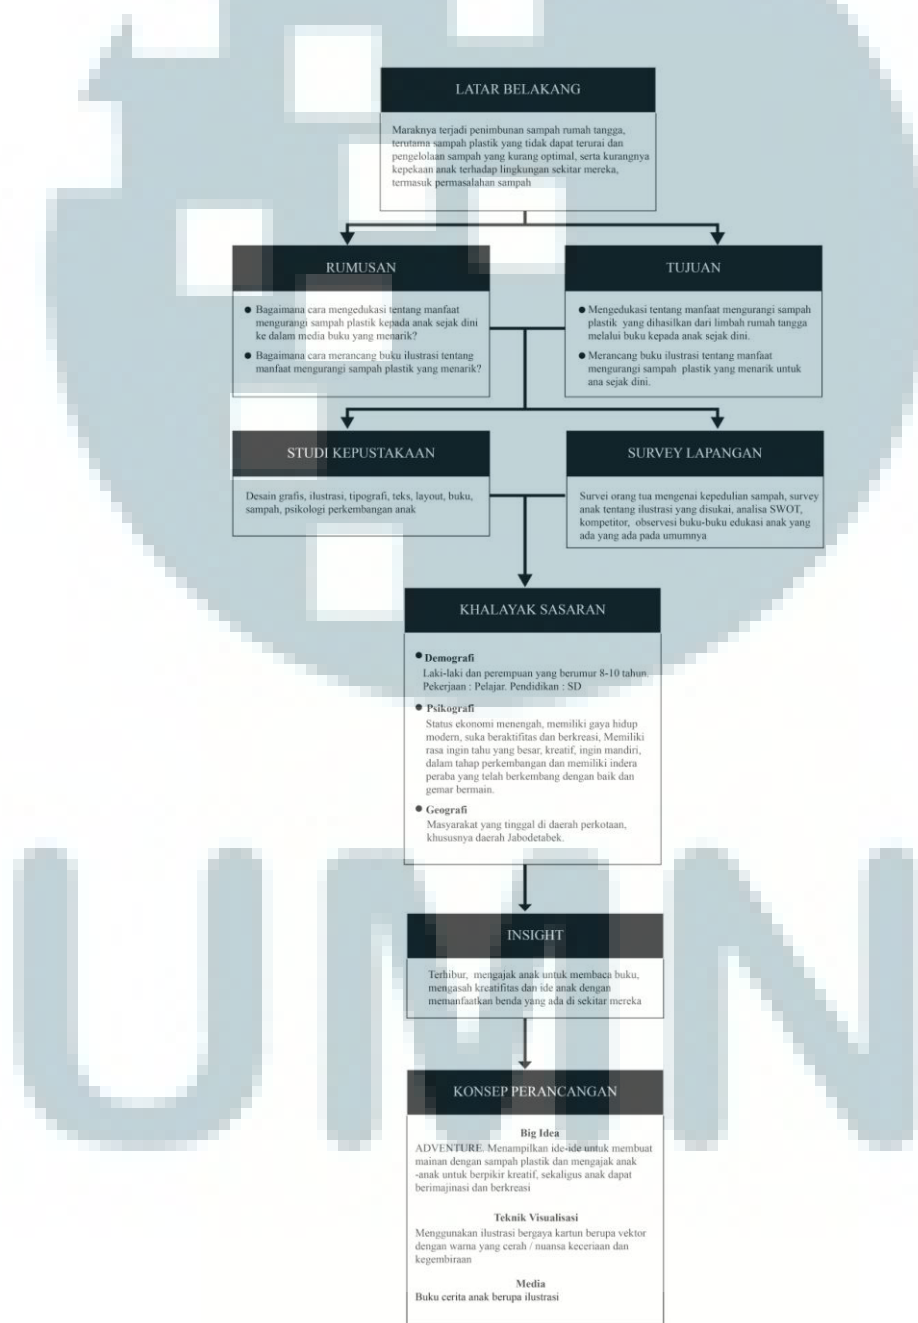 LATAR BELAKANG
Maraknya terjadi penimbunan sampah rumah tangga,
terutama sampah plastik yang tidak dapat terurai dan
pengelolaan sampah yang kurang optimal, serta kurangnya
kepekaan anak terhadap lingkungan sekitar mereka,
termasuk permasalahan sampah
RUMUSAN
● Bagaimana cara mengedukasi tentang manfaat
mengurangi sampah plastik kepada anak sejak dini
ke dalam media buku yang menarik?
● Bagaimana cara merancang buku ilustrasi tentang
manfaat mengurangi sampah plastik yang menarik?
TUJUAN
● Mengedukasi tentang manfaat mengurangi sampah
plastik yang dihasilkan dari limbah rumah tangga
melalui buku kepada anak sejak dini.
● Merancang buku ilustrasi tentang manfaat
mengurangi sampah plastik yang menarik untuk
ana sejak dini.
STUDI KEPUSTAKAAN
Desain grafis, ilustrasi, tipografi, teks, layout, buku,
sampah, psikologi perkembangan anak
SURVEY LAPANGAN
Survei orang tua mengenai kepedulian sampah, survey
anak tentang ilustrasi yang disukai, analisa SWOT,
kompetitor, observesi buku-buku edukasi anak yang
ada yang ada pada umumnya
KHALAYAK SASARAN
● Demografi
Laki-laki dan perempuan yang berumur 8-10 tahun.
Pekerjaan : Pelajar. Pendidikan : SD
● Psikografi
Status ekonomi menengah, memiliki gaya hidup
modern, suka beraktifitas dan berkreasi, Memiliki
rasa ingin tahu yang besar, kreatif, ingin mandiri,
dalam tahap perkembangan dan memiliki indera
peraba yang telah berkembang dengan baik dan
gemar bermain.
● Geografi
Masyarakat yang tinggal di daerah perkotaan,
khususnya daerah Jabodetabek.
INSIGHT
Terhibur, mengajak anak untuk membaca buku,
mengasah kreatifitas dan ide anak dengan
memanfaatkan benda yang ada di sekitar mereka
KONSEP PERANCANGAN
Big Idea
ADVENTURE. Menampilkan ide-ide untuk membuat
mainan dengan sampah plastik dan mengajak anak
-anak untuk berpikir kreatif, sekaligus anak dapat
berimajinasi dan berkreasi
Teknik Visualisasi
Menggunakan ilustrasi bergaya kartun berupa vektor
dengan warna yang cerah / nuansa keceriaan dan
kegembiraan
Media
Buku cerita anak berupa ilustrasi
UMN